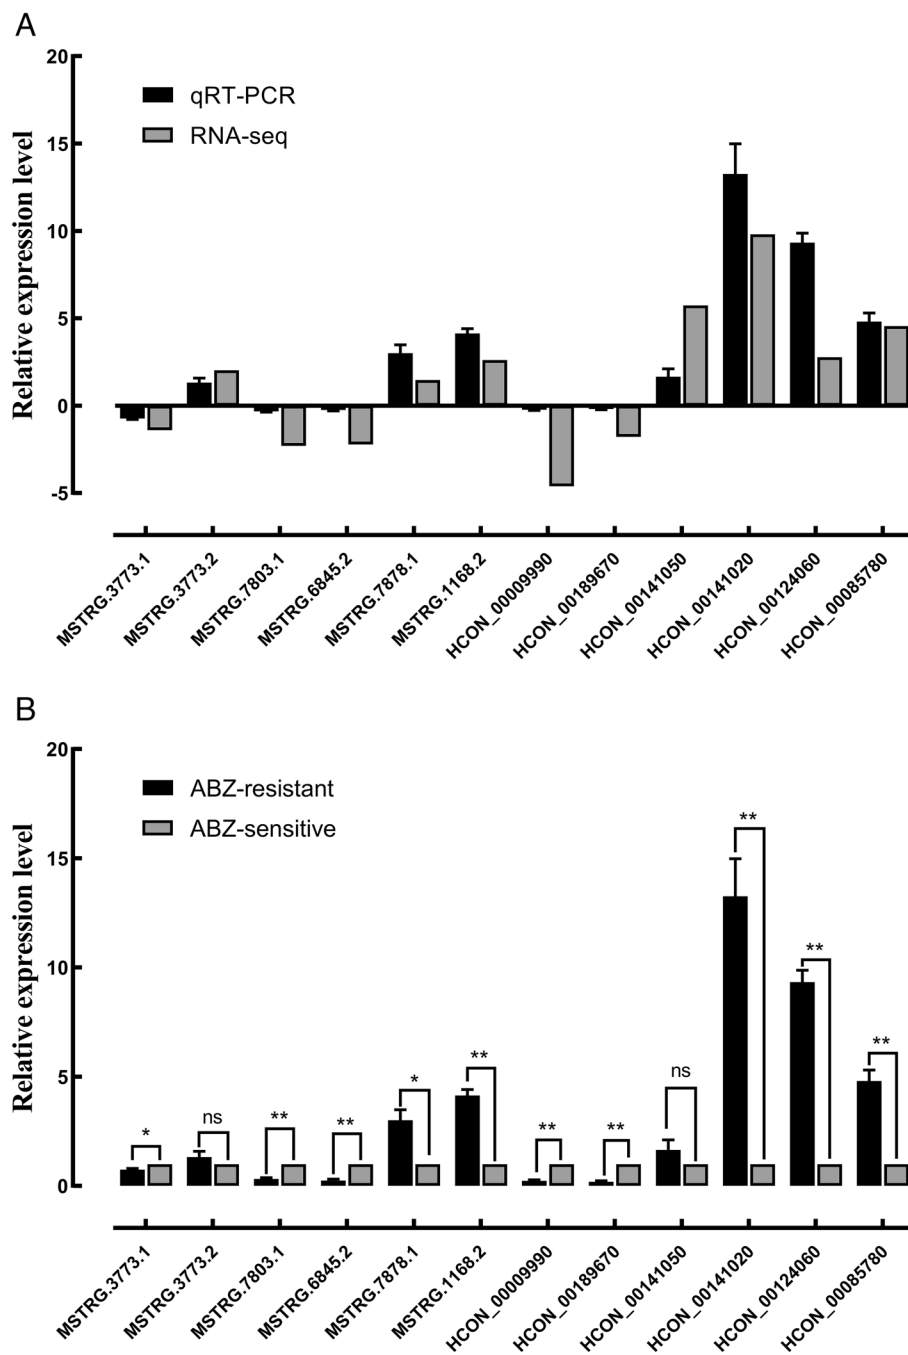 A
Relative expression level
20
15
10
5
0
-5
qRT-PCR
RNA-seq
MSTRG.3773.1
MSTRG.3773.2
MSTRG.7803.1
MSTRG.6845.2
MSTRG.7878.1
MSTRG.1168.2
HCON_00009990
HCON_00189670
HCON_00141050
HCON_00141020
HCON_00124060
HCON_00085780
B
Relative expression level
20
15
10
5
0
ABZ-resistant
ABZ-sensitive
*
ns
**
**
*
**
**
**
ns
**
**
**
MSTRG.3773.1
MSTRG.3773.2
MSTRG.7803.1
MSTRG.6845.2
MSTRG.7878.1
MSTRG.1168.2
HCON_00009990
HCON_00189670
HCON_00141050
HCON_00141020
HCON_00124060
HCON_00085780